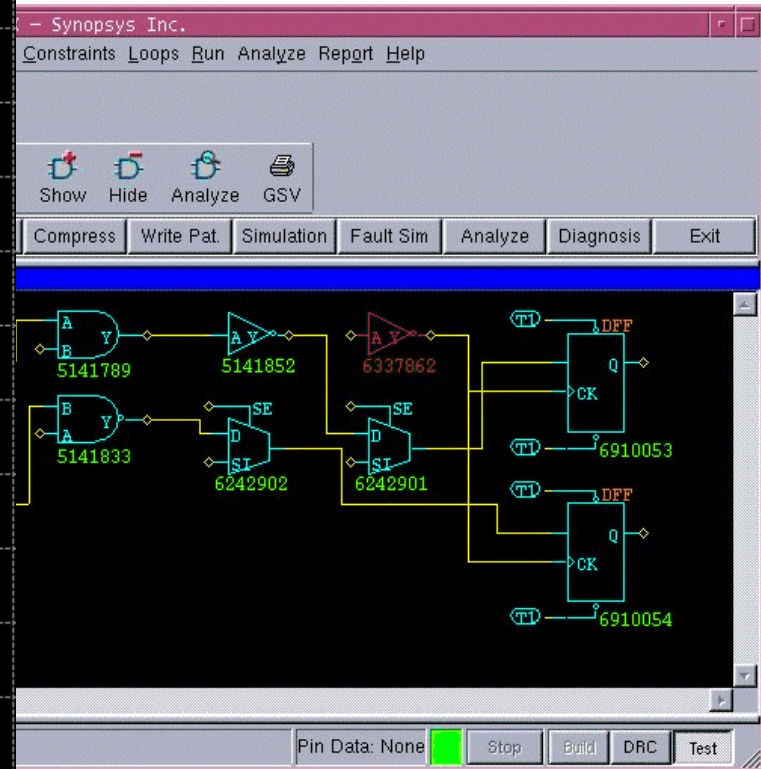 - Synopsys Inc.
Constraints Loops Run Analyze Report Help
Show Hide Analyze GSV
Compress Write Pat. Simulation Fault Sim Analyze Diagnosis Exit
T1 DFF
A B Y A Y A Y Q
5141789 5141852 6337862
CK
B A Y SE SE
D SI D SI
T1 6910053
5141833
6242902 6242901
T1 DFF
Q
CK
T1 6910054
Pin Data: None Stop Build DRC Test